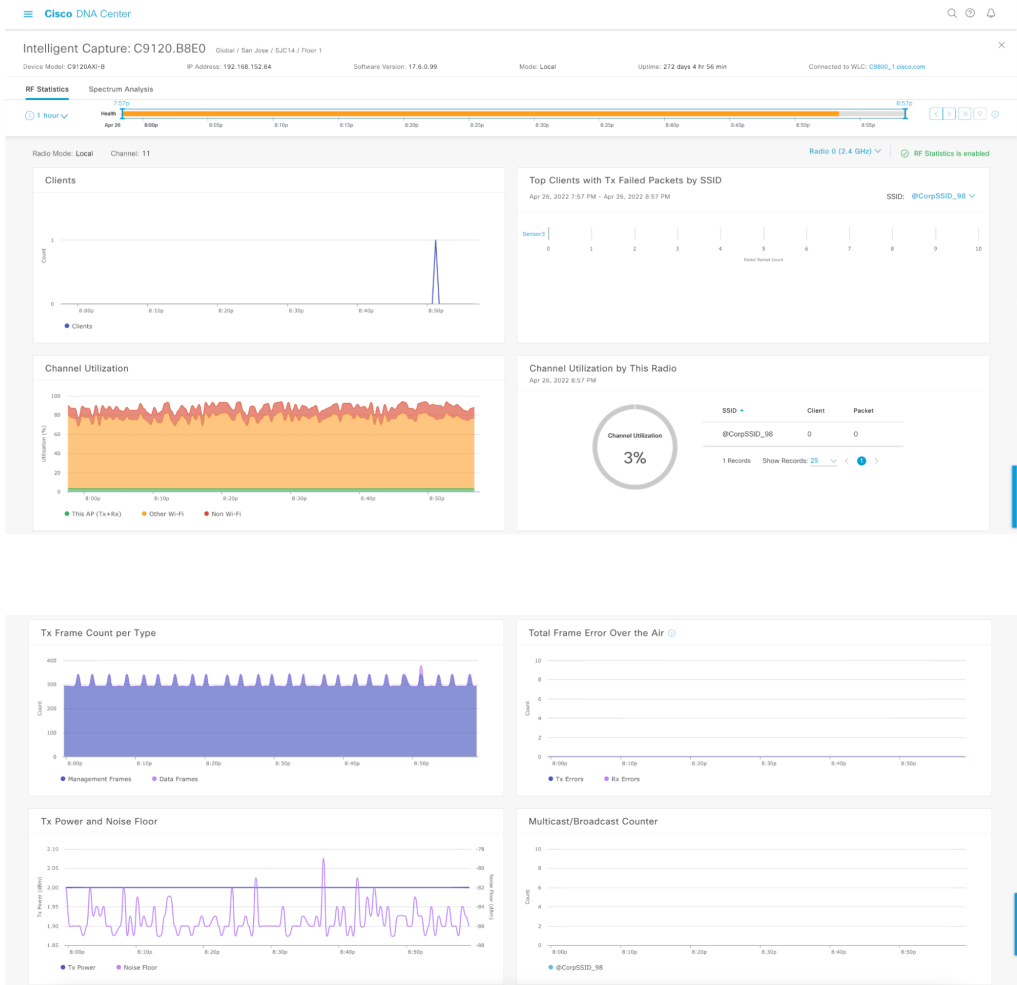 Cisco DNA Center
Intelligent Capture: C9120.B8E0 Global / San Jose / SJC14 / Floor 1
Device Model: C9120AXI-B IP Address: 192.168.152.64 Software Version: 17.6.0.99 Mode: Local Uptime: 272 days 4 hr 56 min Connected to WLC: C9800_1.cisco.com
RF Statistics Spectrum Analysis
7:57p 8:57p
1 hour Health
Apr 26 8:00p 8:05p 8:10p 8:15p 8:20p 8:25p 8:30p 8:35p 8:40p 8:45p 8:50p 8:55p
Radio Mode: Local Channel: 11 Radio 0 (2.4 GHz) RF Statistics is enabled
Clients
1
Count
0
8:00p 8:10p 8:20p 8:30p 8:40p 8:50p
Clients
Top Clients with Tx Failed Packets by SSID
Apr 26, 2022 7:57 PM - Apr 26, 2022 8:57 PM SSID: @CorpSSID_98
Sensor3
0 1 2 3 4 5 6 7 8 9 10
Failed Packet Count
Channel Utilization
100
80
60
40
20
0
Utilization (%)
8:00p 8:10p 8:20p 8:30p 8:40p 8:50p
This AP (Tx+Rx) Other Wi-Fi Non Wi-Fi
Channel Utilization by This Radio
Apr 26, 2022 8:57 PM
Channel Utilization
3%
SSID Client Packet
@CorpSSID_98 0 0
1 Records Show Records: 25 1
Tx Frame Count per Type
400
300
200
100
0
Count
8:00p 8:10p 8:20p 8:30p 8:40p 8:50p
Management Frames Data Frames
Total Frame Error Over the Air
10
8
6
4
2
0
Count
8:00p 8:10p 8:20p 8:30p 8:40p 8:50p
Tx Errors Rx Errors
Tx Power and Noise Floor
2.10 -78
2.05 -80
2.00 -82
1.95 -84
1.90 -86
1.85 -88
Tx Power (dBm)
Noise Floor (dBm)
8:00p 8:10p 8:20p 8:30p 8:40p 8:50p
Tx Power Noise Floor
Multicast/Broadcast Counter
10
8
6
4
2
0
Count
8:00p 8:10p 8:20p 8:30p 8:40p 8:50p
@CorpSSID_98